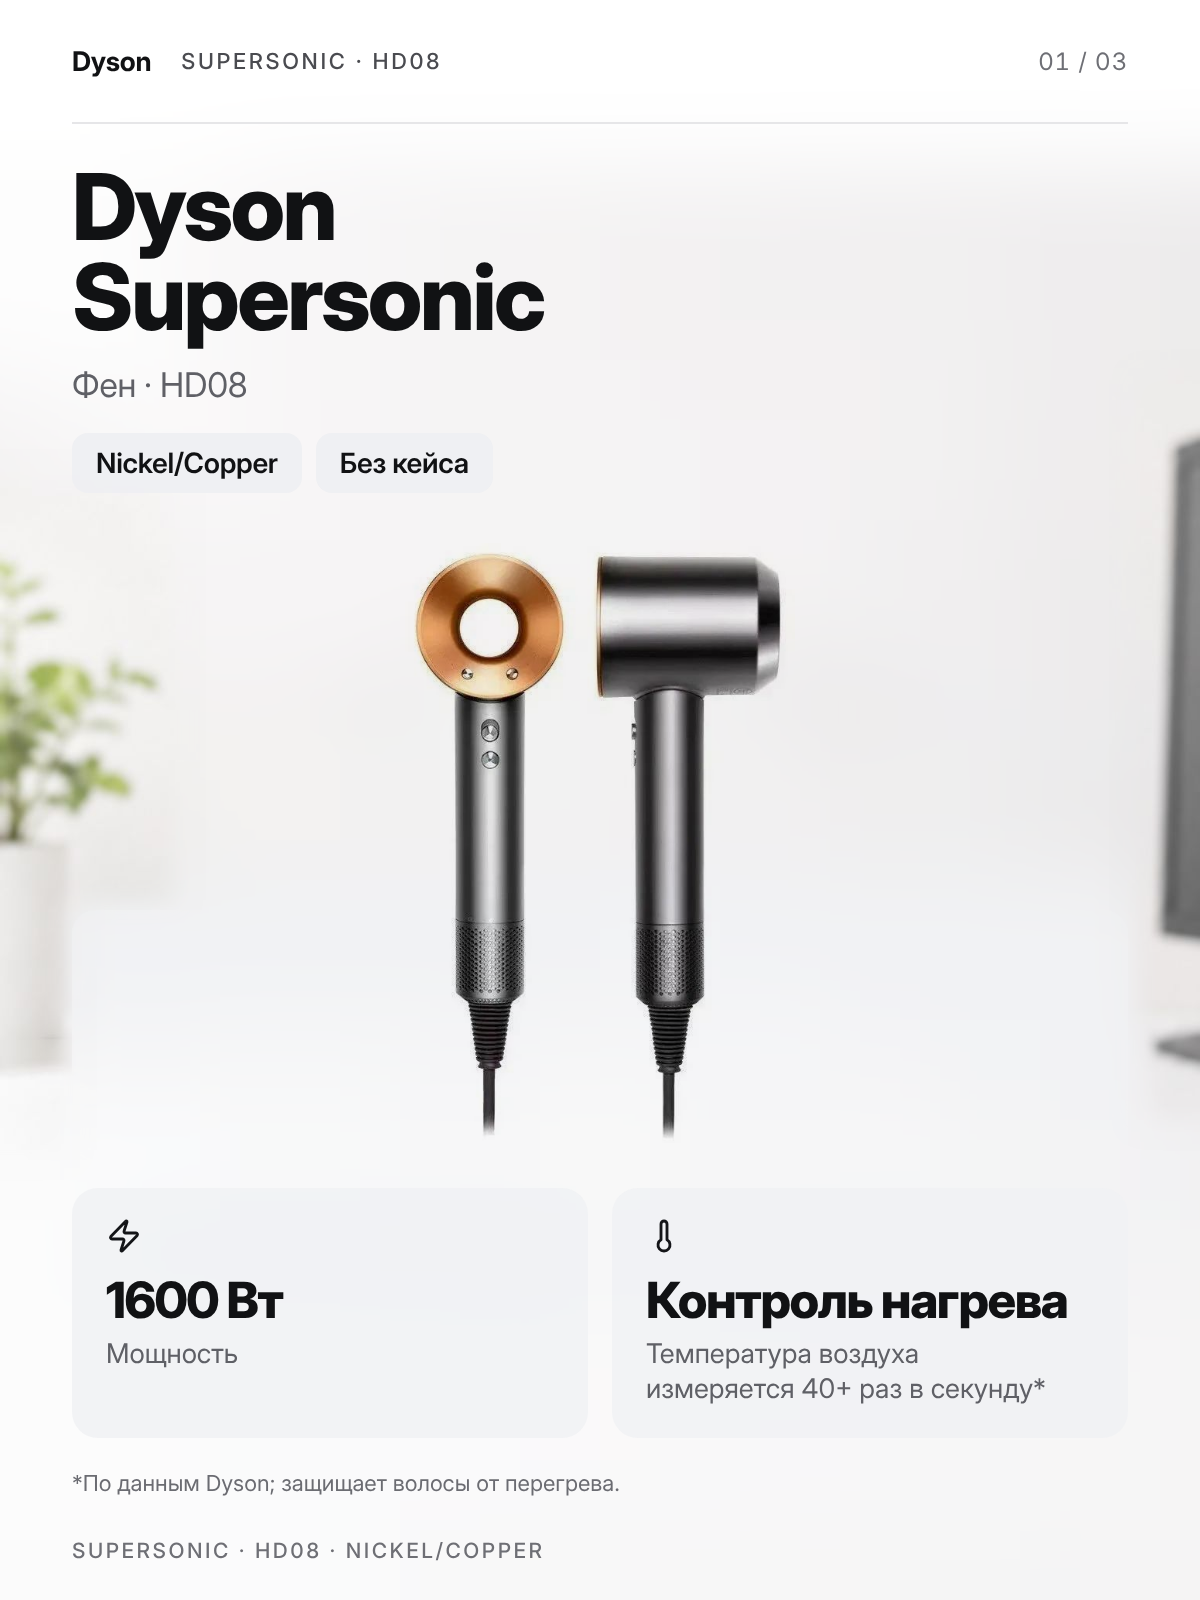 Dyson SUPERSONIC · HD08 01 / 03
Dyson
Supersonic
Фен · HD08
Nickel/Copper Без кейса
1600 Вт
Мощность
Контроль нагрева
Температура воздуха
измеряется 40+ раз в секунду*
*По данным Dyson; защищает волосы от перегрева.
SUPERSONIC · HD08 · NICKEL/COPPER